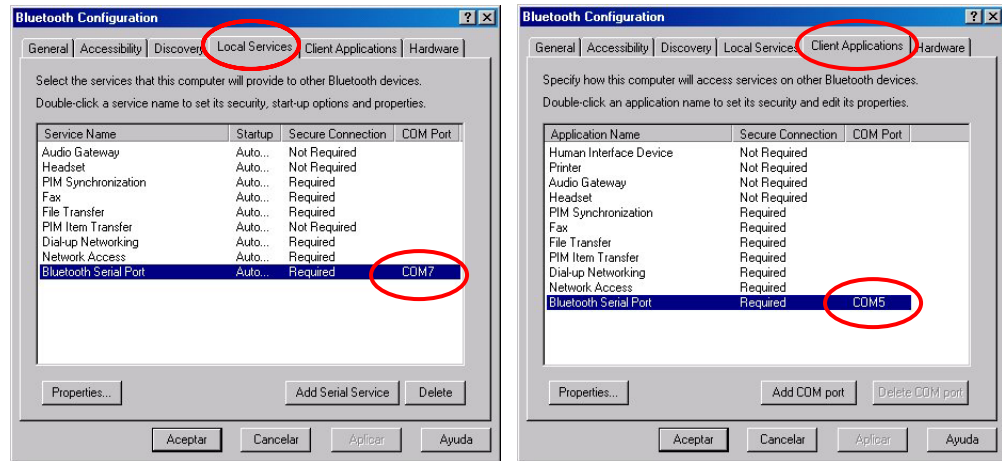 Bluetooth Configuration
General Accessibility Discovery Local Services Client Applications Hardware
Select the services that this computer will provide to other Bluetooth devices.
Double-click a service name to set its security, start-up options and properties.
Service Name Startup Secure Connection COM Port
Audio Gateway Auto... Not Required
Headset Auto... Not Required
PIM Synchronization Auto... Required
Fax Auto... Required
File Transfer Auto... Required
PIM Item Transfer Auto... Not Required
Dial-up Networking Auto... Required
Network Access Auto... Required
Bluetooth Serial Port Auto... Required COM7
Properties... Add Serial Service Delete
Aceptar Cancelar Aplicar Ayuda
Bluetooth Configuration
General Accessibility Discovery Local Services Client Applications Hardware
Specify how this computer will access services on other Bluetooth devices.
Double-click an application name to set its security and edit its properties.
Application Name Secure Connection COM Port
Human Interface Device Not Required
Printer Not Required
Audio Gateway Not Required
Headset Not Required
PIM Synchronization Required
Fax Required
File Transfer Required
PIM Item Transfer Required
Dial-up Networking Required
Network Access Required
Bluetooth Serial Port Required COM5
Properties... Add COM port Delete COM port
Aceptar Cancelar Aplicar Ayuda